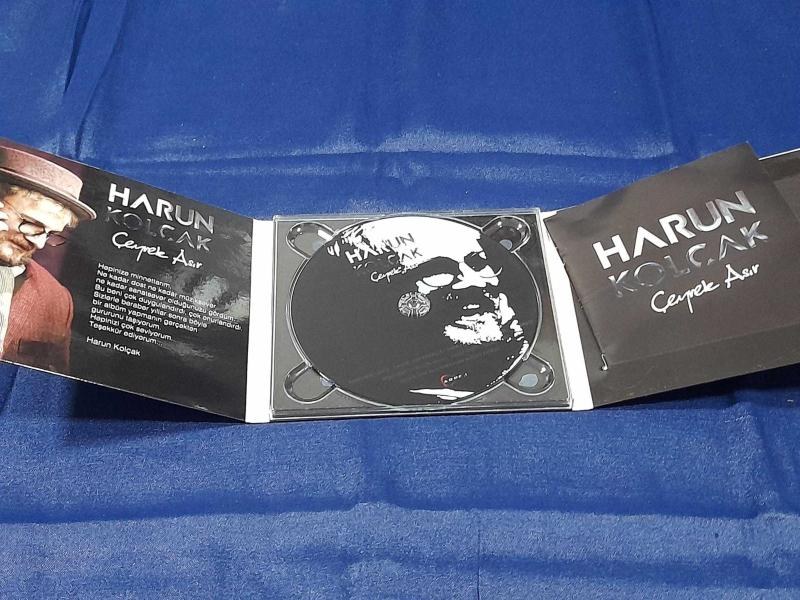 HARUN
KOLÇAK
Çeyrek Asır
Hepinize minnettarım.
Ne kadar dost ne kadar müziksever
ne kadar sanatsever olduğunuzu gördüm...
Bu beni çok duygulandırdı, çok onurlandırdı
Sizlerle beraber yıllar sonra böyle
bir albüm yapmanın gerçekten
gururunu taşıyorum.
Hepinizi çok seviyorum.
Teşekkür ediyorum...
Harun Kolçak
HARUN
KOLÇAK
Çeyrek Asır
HARUN
KOLÇAK
Çeyrek Asır